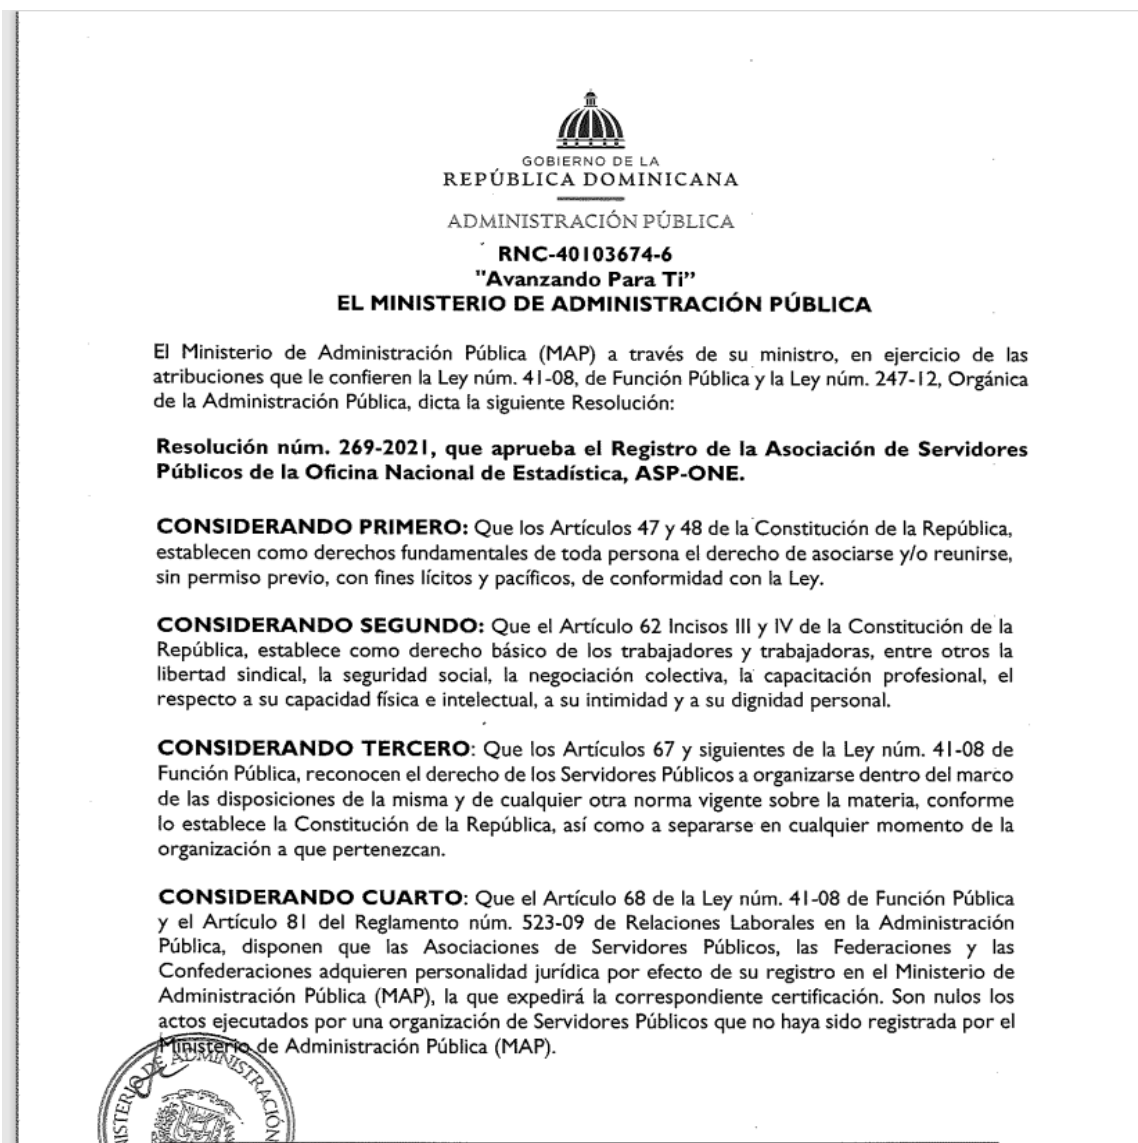 GOBIERNO DE LA
REPÚBLICA DOMINICANA
ADMINISTRACIÓN PÚBLICA
RNC-40103674-6
"Avanzando Para Ti”
EL MINISTERIO DE ADMINISTRACIÓN PÚBLICA
El Ministerio de Administración Pública (MAP) a través de su ministro, en ejercicio de las
atribuciones que le confieren la Ley núm. 41-08, de Función Pública y la Ley núm. 247-12, Orgánica
de la Administración Pública, dicta la siguiente Resolución:
Resolución núm. 269-2021, que aprueba el Registro de la Asociación de Servidores
Públicos de la Oficina Nacional de Estadística, ASP-ONE.
CONSIDERANDO PRIMERO: Que los Artículos 47 y 48 de la Constitución de la República,
establecen como derechos fundamentales de toda persona el derecho de asociarse y/o reunirse,
sin permiso previo, con fines lícitos y pacíficos, de conformidad con la Ley.
CONSIDERANDO SEGUNDO: Que el Artículo 62 Incisos III y IV de la Constitución de la
República, establece como derecho básico de los trabajadores y trabajadoras, entre otros la
libertad sindical, la seguridad social, la negociación colectiva, la capacitación profesional, el
respecto a su capacidad física e intelectual, a su intimidad y a su dignidad personal.
CONSIDERANDO TERCERO: Que los Artículos 67 y siguientes de la Ley núm. 41-08 de
Función Pública, reconocen el derecho de los Servidores Públicos a organizarse dentro del marco
de las disposiciones de la misma y de cualquier otra norma vigente sobre la materia, conforme
lo establece la Constitución de la República, así como a separarse en cualquier momento de la
organización a que pertenezcan.
CONSIDERANDO CUARTO: Que el Artículo 68 de la Ley núm. 41-08 de Función Pública
y el Artículo 81 del Reglamento núm. 523-09 de Relaciones Laborales en la Administración
Pública, disponen que las Asociaciones de Servidores Públicos, las Federaciones y las
Confederaciones adquieren personalidad jurídica por efecto de su registro en el Ministerio de
Administración Pública (MAP), la que expedirá la correspondiente certificación. Son nulos los
actos ejecutados por una organización de Servidores Públicos que no haya sido registrada por el
Ministerio de Administración Pública (MAP).
DE ADMINISTRACIÓN